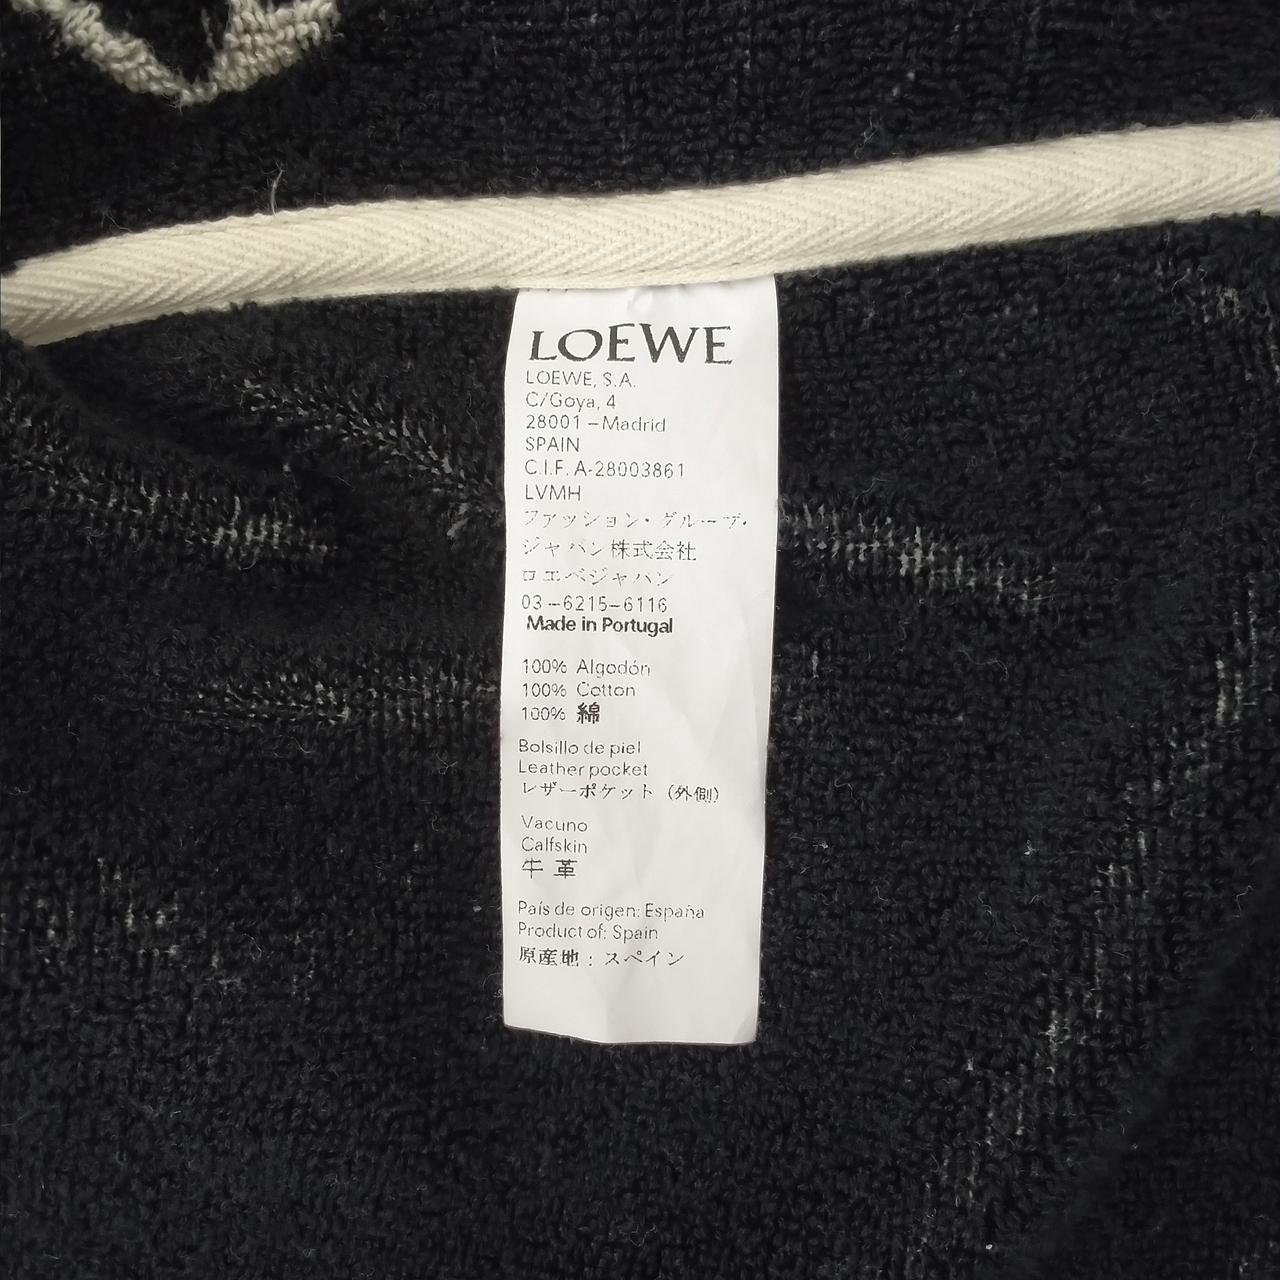 LOEWE
LOEWE, S.A.
C/Goya, 4
28001 – Madrid
SPAIN
C.I.F. A-28003861
LVMH
ファッション・グループ・
ジャパン株式会社
ロエベジャパン
03 –6215–6116
Made in Portugal
100% Algodón
100% Cotton
100% 綿
Bolsillo de piel
Leather pocket
レザーポケット（外側）
Vacuno
Calfskin
牛 革
País de origen: España
Product of: Spain
原産地：スペイン